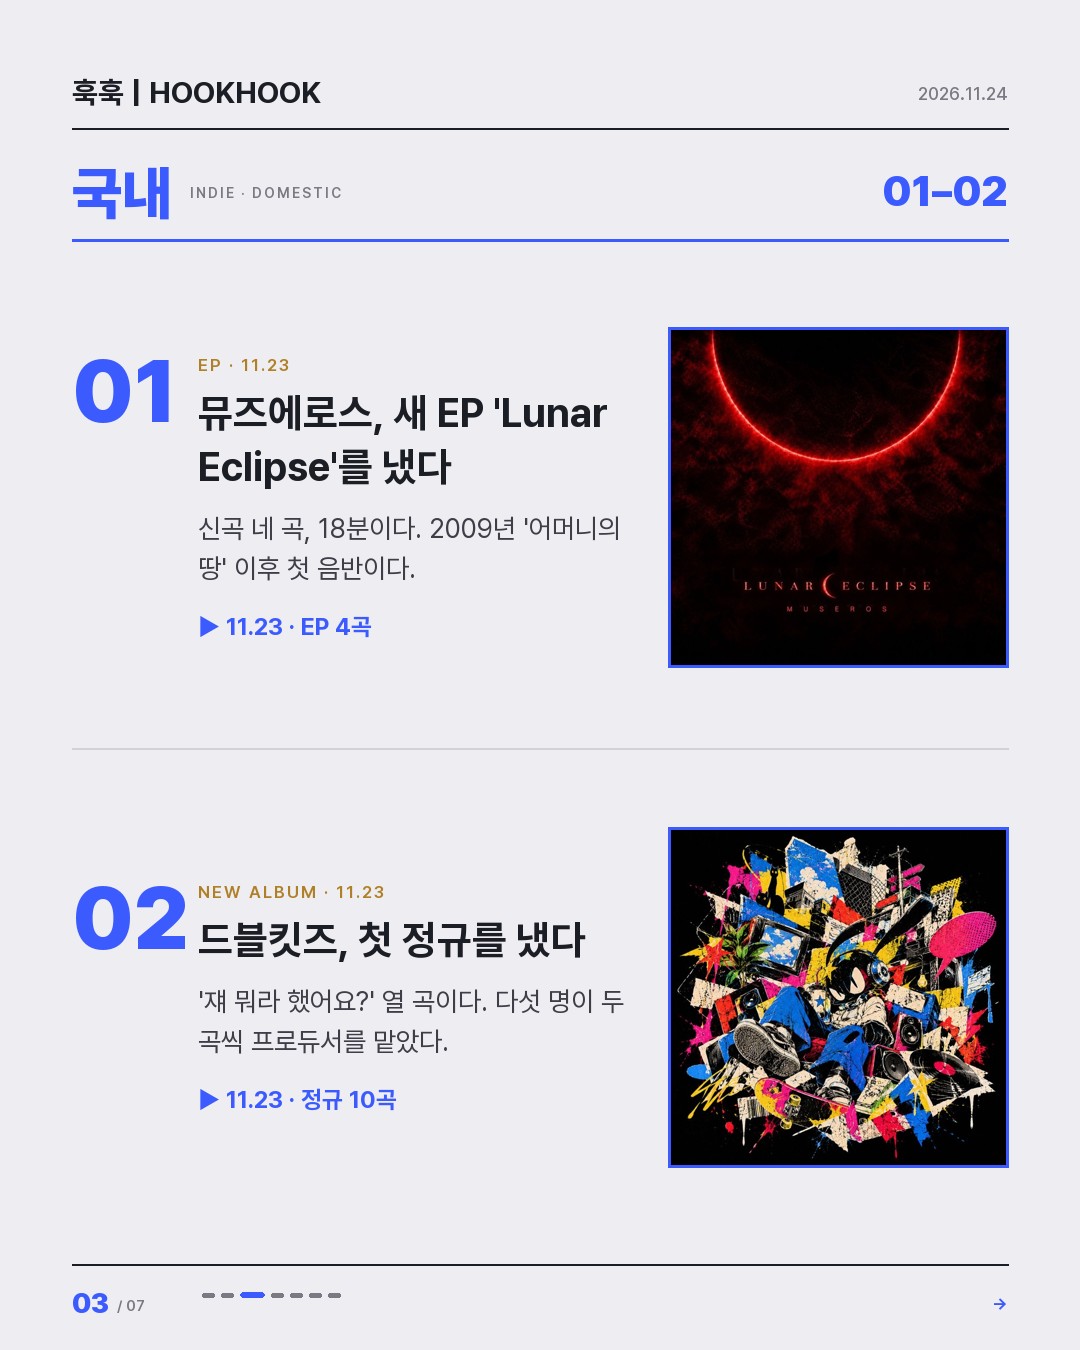 훅훅 | HOOKHOOK
2026.11.24
국내 INDIE · DOMESTIC
01–02
01
EP · 11.23
뮤즈에로스, 새 EP 'Lunar
Eclipse'를 냈다
신곡 네 곡, 18분이다. 2009년 '어머니의
땅' 이후 첫 음반이다.
▶ 11.23 · EP 4곡
LUNAR ECLIPSE
MUSEROS
02
NEW ALBUM · 11.23
드블킷즈, 첫 정규를 냈다
'쟤 뭐라 했어요?' 열 곡이다. 다섯 명이 두
곡씩 프로듀서를 맡았다.
▶ 11.23 · 정규 10곡
03 / 07
→